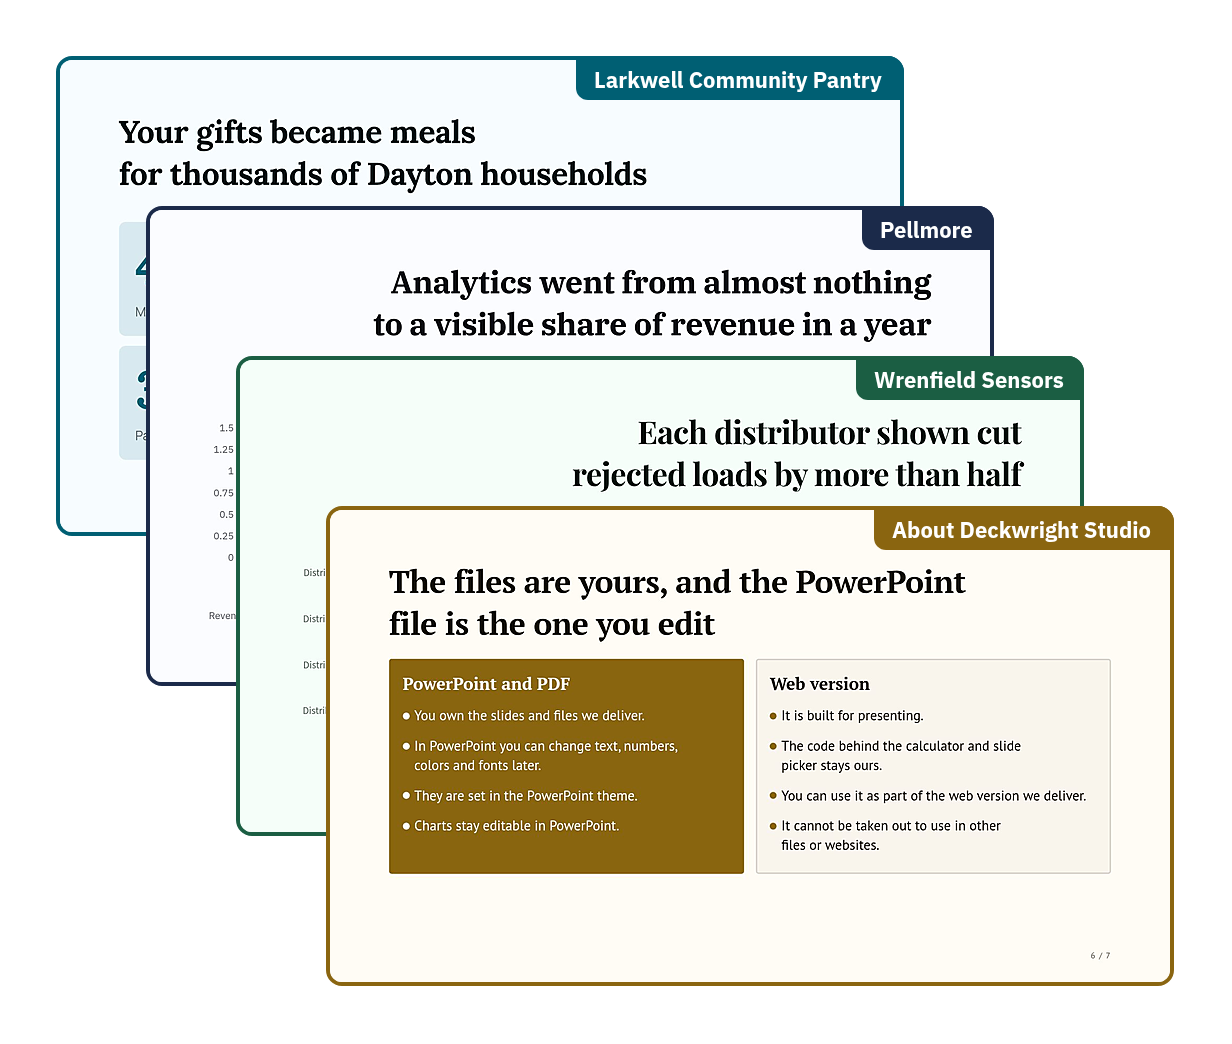 Larkwell Community Pantry
Your gifts became meals
for thousands of Dayton households
Pellmore
Analytics went from almost nothing
to a visible share of revenue in a year
1.5
1.25
1
0.75
0.5
0.25
0
Wrenfield Sensors
Each distributor shown cut
rejected loads by more than half
About Deckwright Studio
The files are yours, and the PowerPoint
file is the one you edit
PowerPoint and PDF
You own the slides and files we deliver.
In PowerPoint you can change text, numbers,
colors and fonts later.
They are set in the PowerPoint theme.
Charts stay editable in PowerPoint.
Web version
It is built for presenting.
The code behind the calculator and slide
picker stays ours.
You can use it as part of the web version we deliver.
It cannot be taken out to use in other
files or websites.
6 / 7